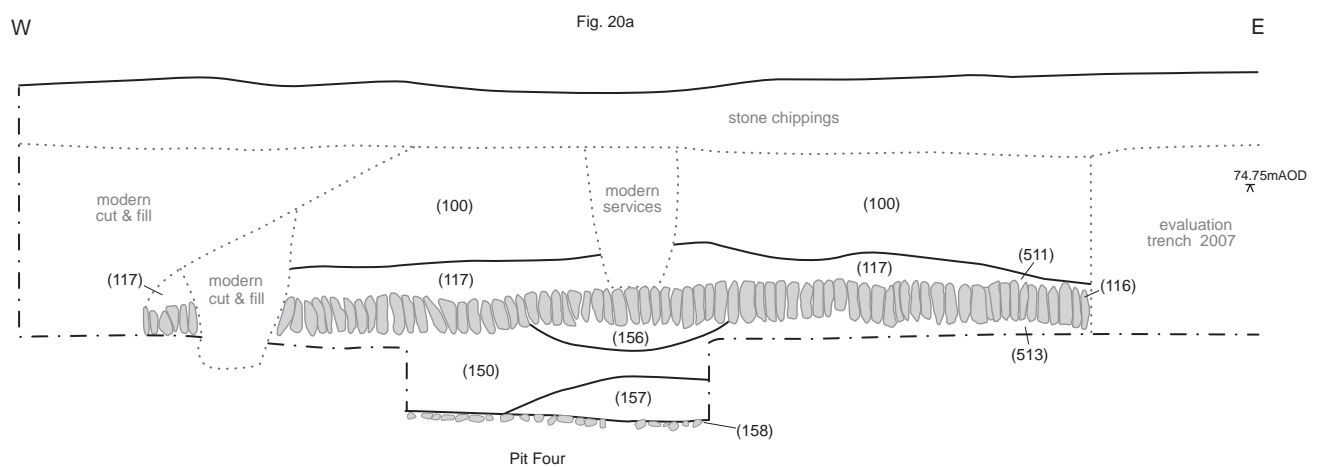 Fig. 20a
W
E
stone chippings
74.75mAOD
modern
cut & fill
(100)
modern
services
(100)
evaluation
trench 2007
(117)
modern
cut & fill
(117)
(117)
(511)
(116)
(156)
(513)
(150)
(157)
(158)
Pit Four